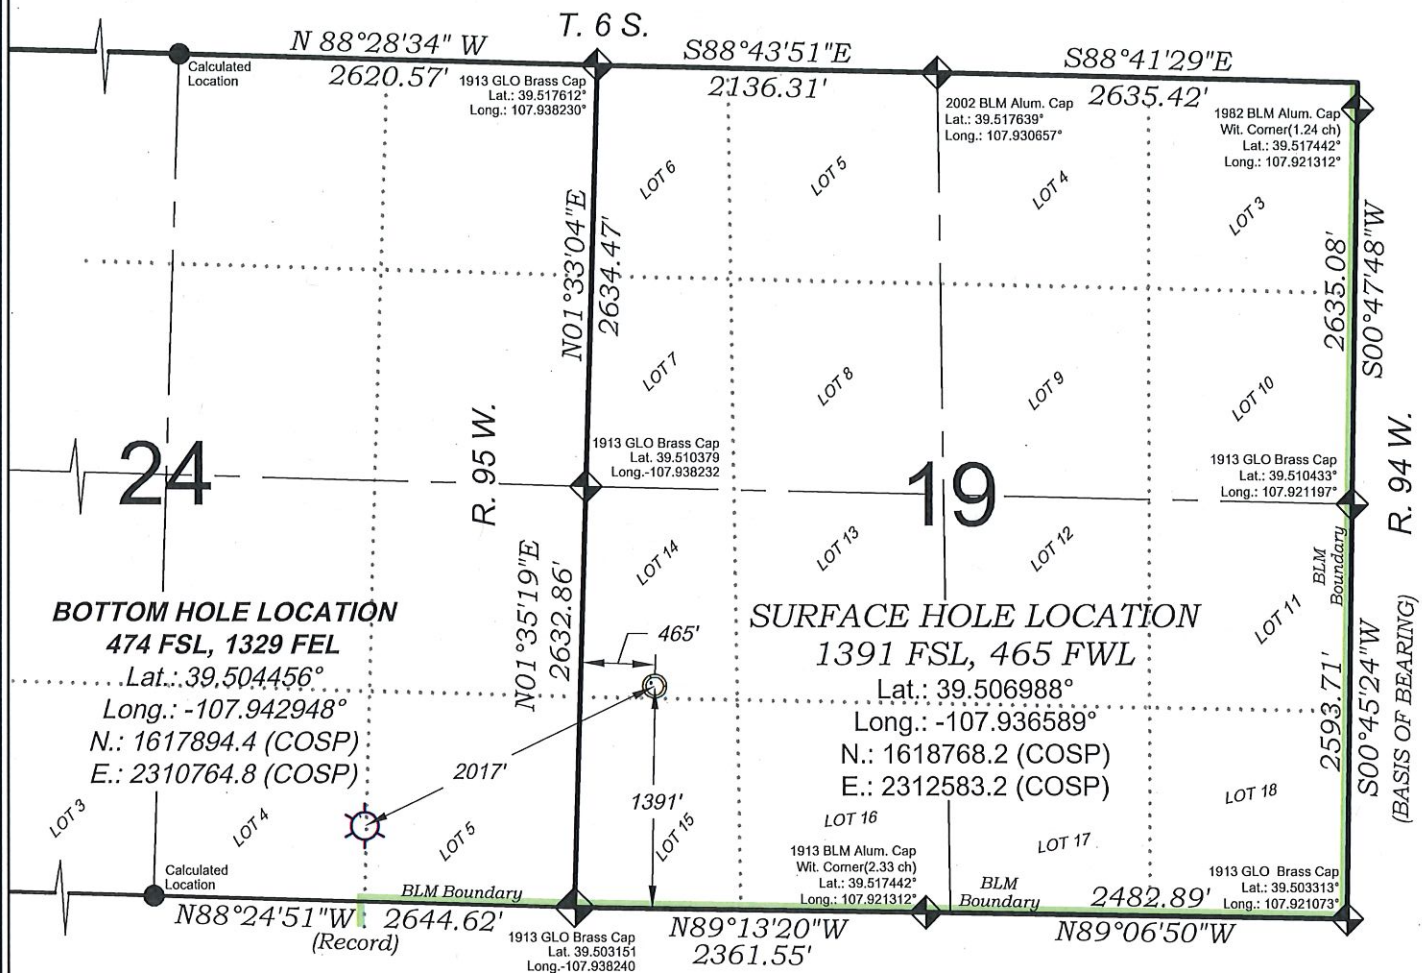 T. 6 S.
N 88°28'34" W
2620.57'
S88°43'51"E
2136.31'
S88°41'29"E
2635.42'
Calculated
Location
1913 GLO Brass Cap
Lat.: 39.517612°
Long.: 107.938230°
2002 BLM Alum. Cap
Lat.: 39.517639°
Long.: 107.930657°
1982 BLM Alum. Cap
Wit. Corner(1.24 ch)
Lat.: 39.517442°
Long.: 107.921312°
LOT 6
LOT 5
LOT 4
LOT 3
N01°33'04"E
2634.47'
2635.08'
S00°47'48"W
LOT 7
LOT 8
LOT 9
LOT 10
R. 95 W.
R. 94 W.
1913 GLO Brass Cap
Lat. 39.510379
Long.-107.938232
1913 GLO Brass Cap
Lat.: 39.510433°
Long.: 107.921197°
24
19
LOT 14
LOT 13
LOT 12
LOT 11
BLM
Boundary
N01°35'19"E
2632.86'
2593.71'
S00°45'24"W
(BASIS OF BEARING)
BOTTOM HOLE LOCATION
474 FSL, 1329 FEL
Lat.: 39.504456°
Long.: -107.942948°
N.: 1617894.4 (COSP)
E.: 2310764.8 (COSP)
465'
SURFACE HOLE LOCATION
1391 FSL, 465 FWL
Lat.: 39.506988°
Long.: -107.936589°
N.: 1618768.2 (COSP)
E.: 2312583.2 (COSP)
2017'
1391'
LOT 3
LOT 4
LOT 5
LOT 15
LOT 16
LOT 17
LOT 18
Calculated
Location
BLM Boundary
N88°24'51"W
2644.62'
(Record)
1913 GLO Brass Cap
Lat. 39.503151
Long.-107.938240
N89°13'20"W
2361.55'
1913 BLM Alum. Cap
Wit. Corner(2.33 ch)
Lat.: 39.517442°
Long.: 107.921312°
BLM
Boundary
2482.89'
N89°06'50"W
1913 GLO Brass Cap
Lat.: 39.503313°
Long.: 107.921073°